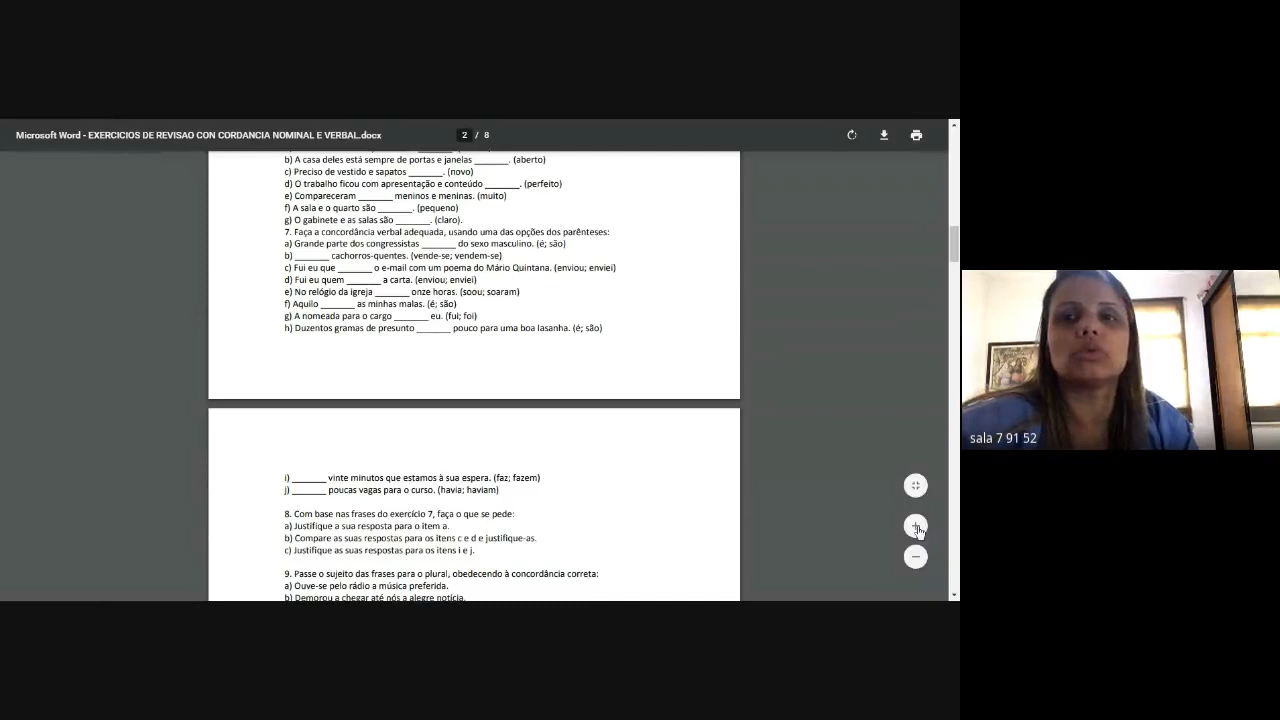 Microsoft Word - EXERCICIOS DE REVISAO CON CORDANCIA NOMINAL E VERBAL.docx
2 / 8
b) A casa deles está sempre de portas e janelas _______. (aberto)
c) Preciso de vestido e sapatos _______. (novo)
d) O trabalho ficou com apresentação e conteúdo _______. (perfeito)
e) Compareceram _______ meninos e meninas. (muito)
f) A sala e o quarto são _______. (pequeno)
g) O gabinete e as salas são _______. (claro).
7. Faça a concordância verbal adequada, usando uma das opções dos parênteses:
a) Grande parte dos congressistas _______ do sexo masculino. (é; são)
b) _______ cachorros-quentes. (vende-se; vendem-se)
c) Fui eu que _______ o e-mail com um poema do Mário Quintana. (enviou; enviei)
d) Fui eu quem _______ a carta. (enviou; enviei)
e) No relógio da igreja _______ onze horas. (soou; soaram)
f) Aquilo _______ as minhas malas. (é; são)
g) A nomeada para o cargo _______ eu. (fui; foi)
h) Duzentos gramas de presunto _______ pouco para uma boa lasanha. (é; são)
i) _______ vinte minutos que estamos à sua espera. (faz; fazem)
j) _______ poucas vagas para o curso. (havia; haviam)
8. Com base nas frases do exercício 7, faça o que se pede:
a) Justifique a sua resposta para o item a.
b) Compare as suas respostas para os itens c e d e justifique-as.
c) Justifique as suas respostas para os itens i e j.
9. Passe o sujeito das frases para o plural, obedecendo à concordância correta:
a) Ouve-se pelo rádio a música preferida.
b) Demorou a chegar até nós a alegre notícia.
sala 7 91 52